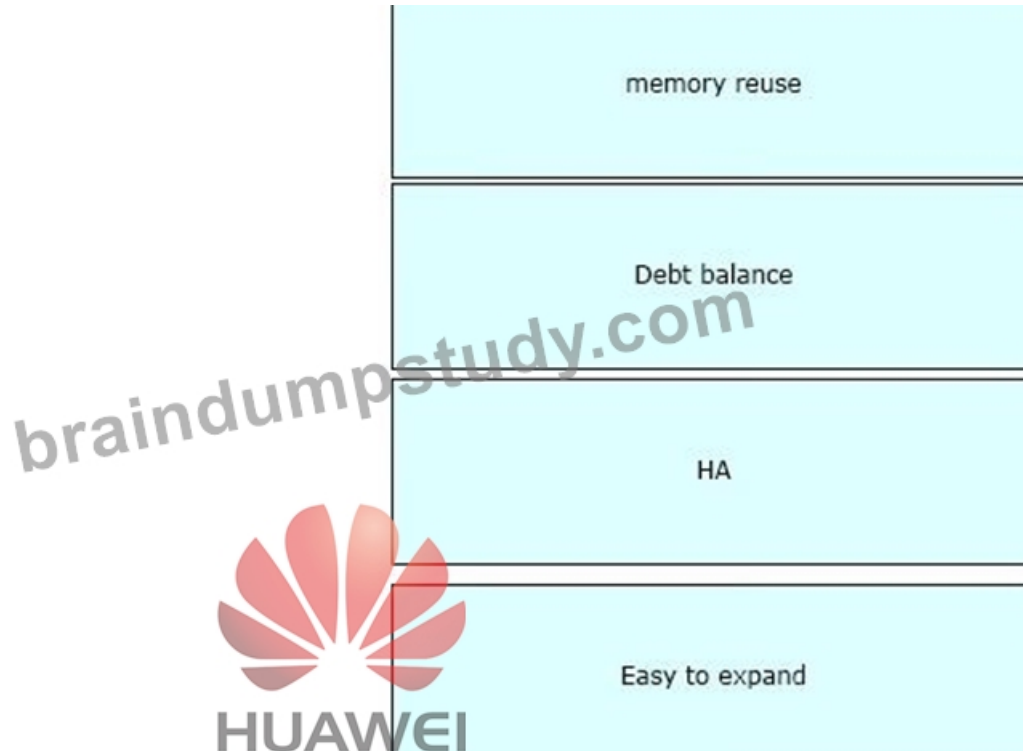 memory reuse
Debt balance
braindumpstudy.com
HA
Easy to expand
HUAWEI